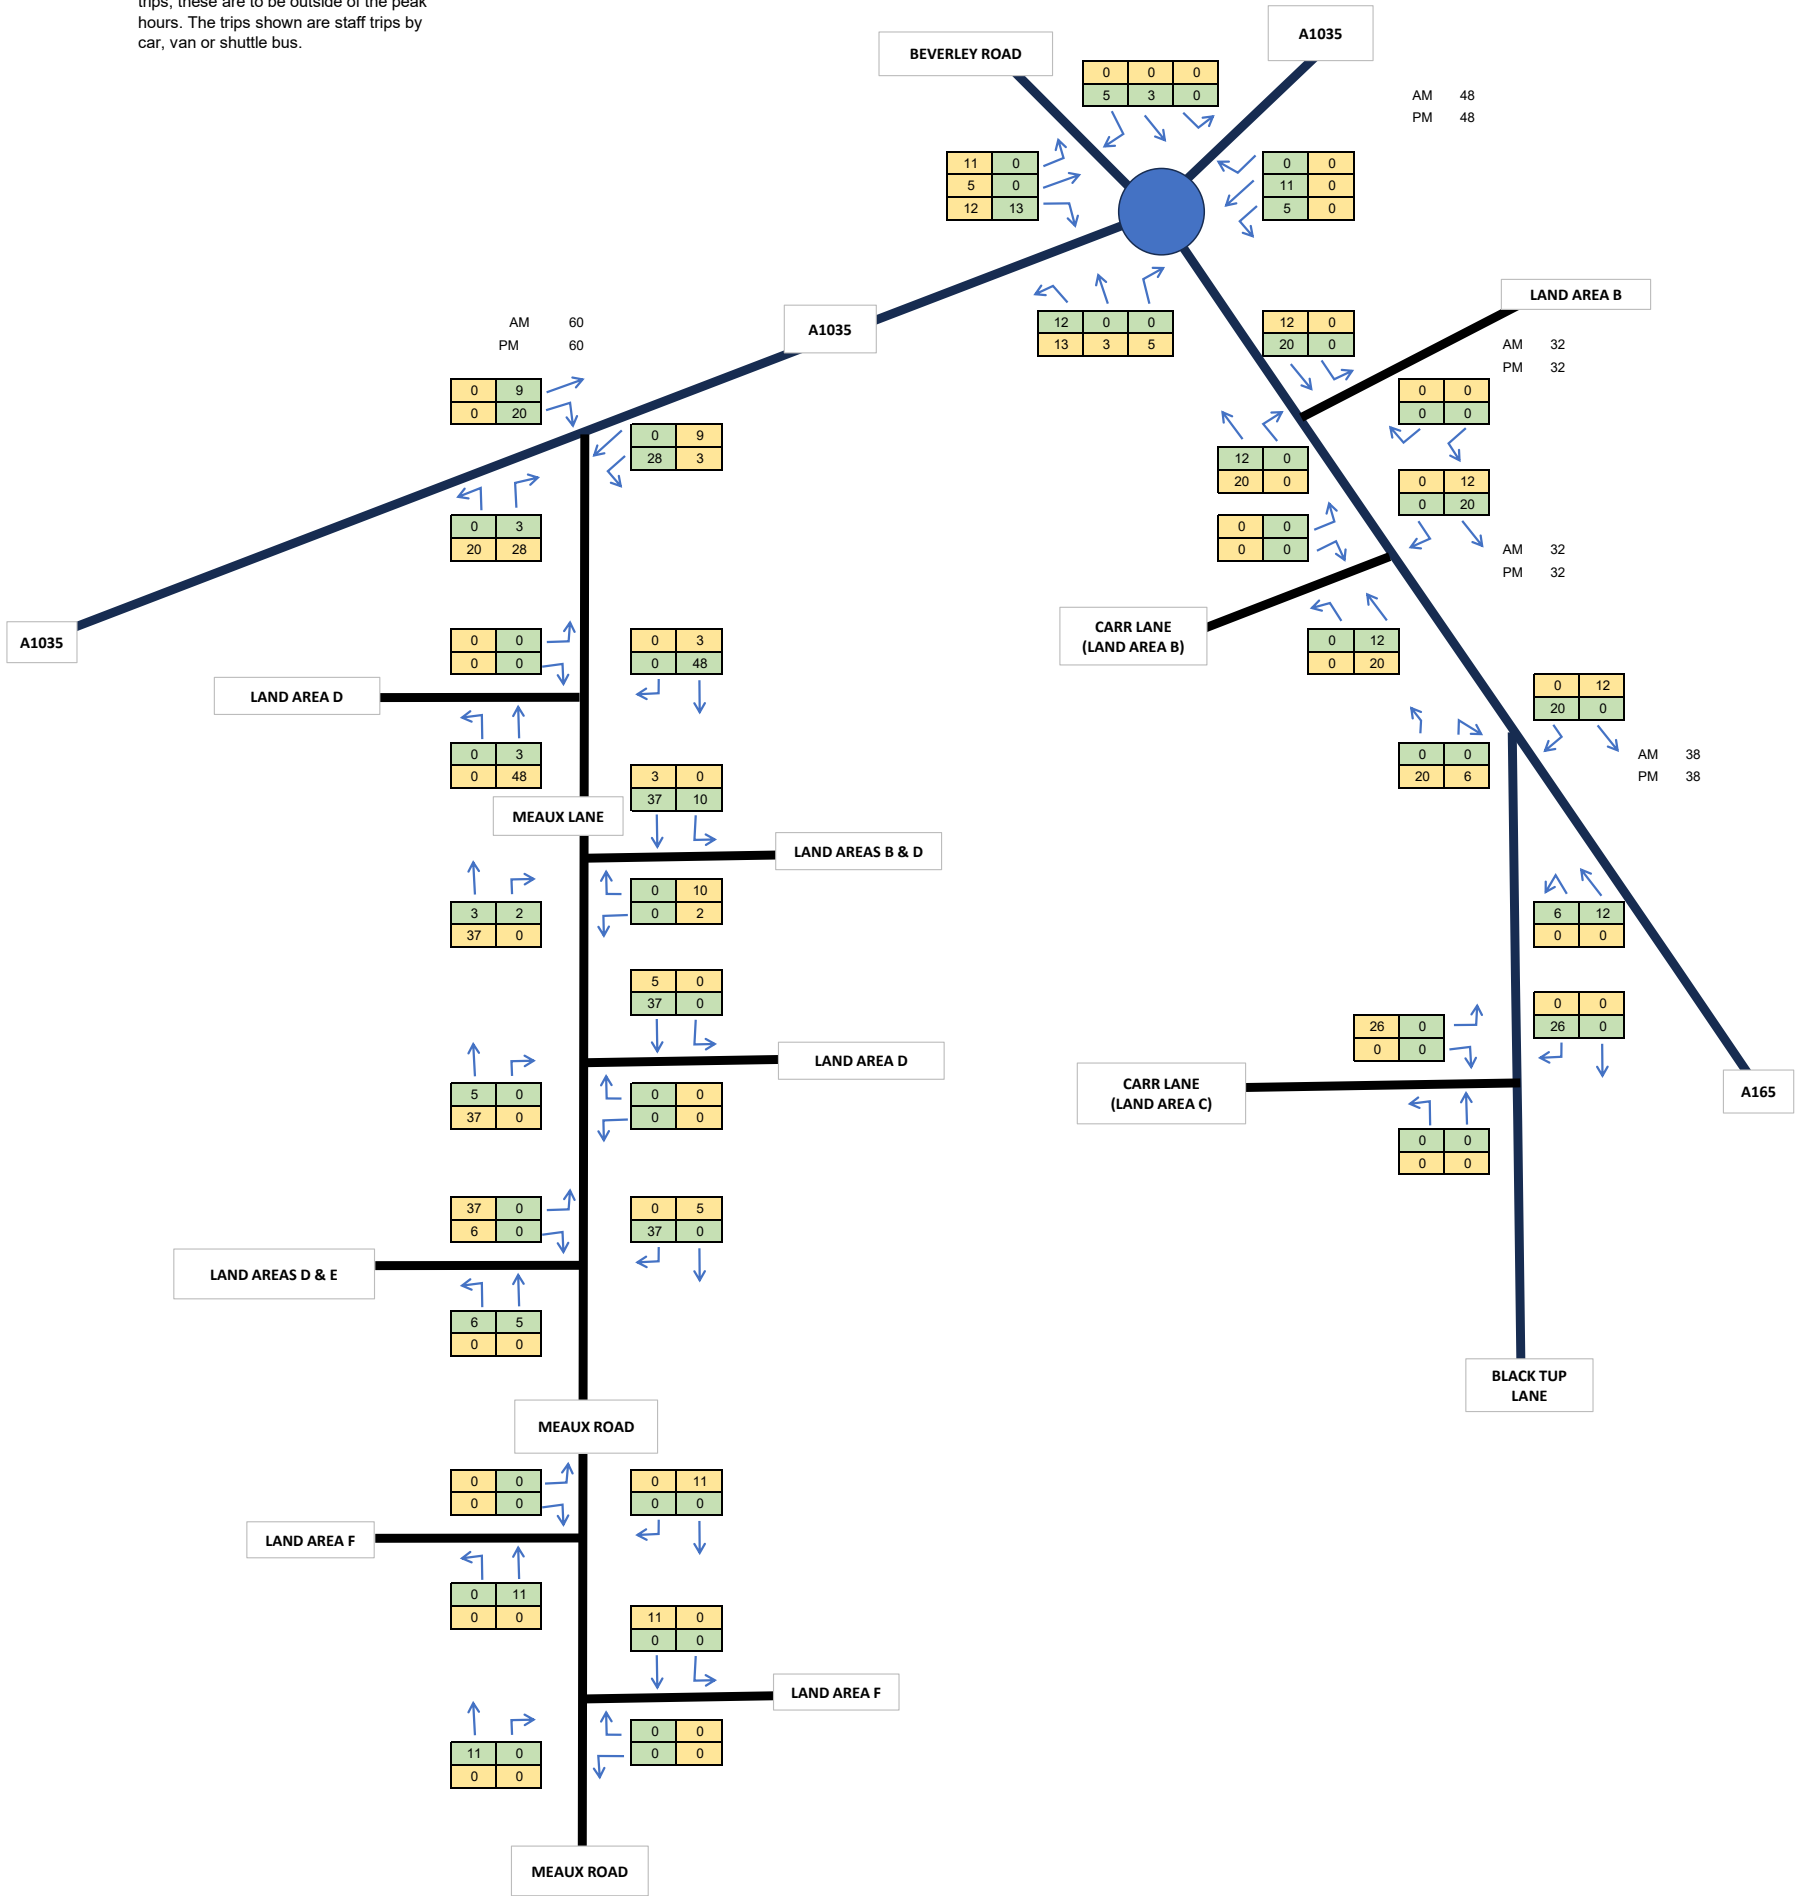 trips, these are to be outside of the peak
hours. The trips shown are staff trips by
car, van or shuttle bus.
BEVERLEY ROAD
A1035
0 0 0
5 3 0
AM 48
PM 48
11 0
5 0
12 13
0 0
11 0
5 0
12 0 0
13 3 5
LAND AREA B
A1035
AM 60
PM 60
12 0
20 0
AM 32
PM 32
0 9
0 20
0 0
0 0
0 9
28 3
12 0
20 0
0 12
0 20
0 3
20 28
0 0
0 0
AM 32
PM 32
A1035
CARR LANE
(LAND AREA B)
0 0
0 0
0 3
0 48
0 12
0 20
LAND AREA D
0 12
20 0
0 3
0 48
0 0
20 6
AM 38
PM 38
3 0
37 10
MEAUX LANE
LAND AREAS B & D
3 2
37 0
0 10
0 2
6 12
0 0
5 0
37 0
0 0
26 0
26 0
0 0
LAND AREA D
5 0
37 0
0 0
0 0
CARR LANE
(LAND AREA C)
A165
0 0
0 0
37 0
6 0
0 5
37 0
LAND AREAS D & E
6 5
0 0
BLACK TUP
LANE
MEAUX ROAD
0 0
0 0
0 11
0 0
LAND AREA F
0 11
0 0
11 0
0 0
LAND AREA F
11 0
0 0
0 0
0 0
MEAUX ROAD